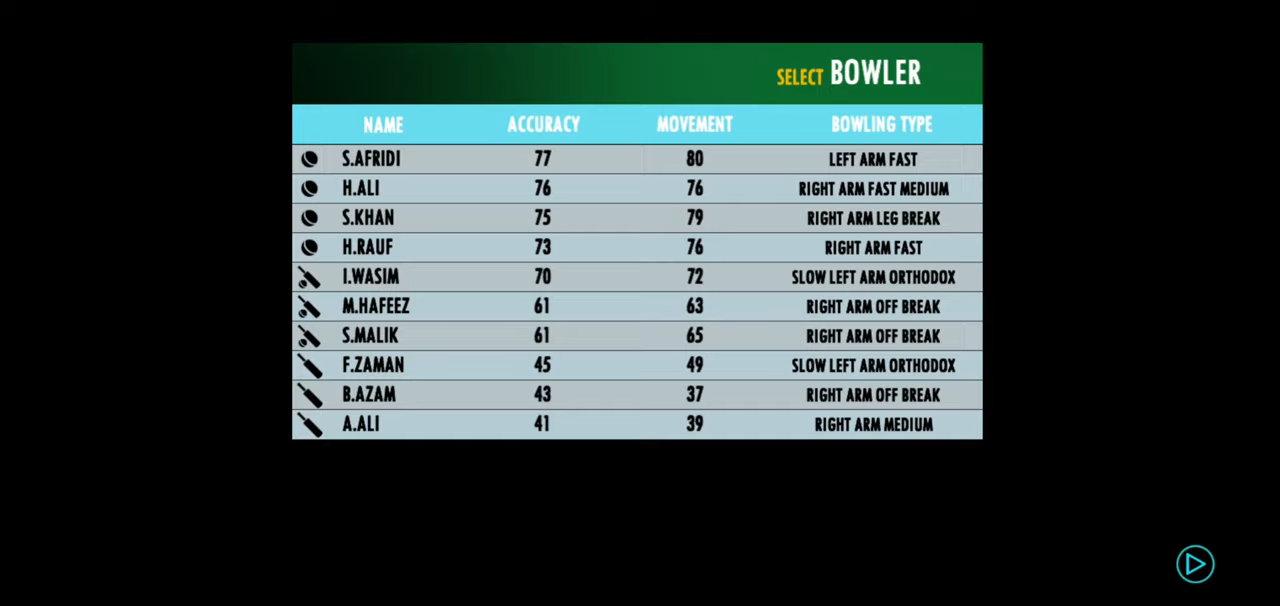 SELECT BOWLER
NAME ACCURACY MOVEMENT BOWLING TYPE
S.AFRIDI 77 80 LEFT ARM FAST
H.ALI 76 76 RIGHT ARM FAST MEDIUM
S.KHAN 75 79 RIGHT ARM LEG BREAK
H.RAUF 73 76 RIGHT ARM FAST
I.WASIM 70 72 SLOW LEFT ARM ORTHODOX
M.HAFEEZ 61 63 RIGHT ARM OFF BREAK
S.MALIK 61 65 RIGHT ARM OFF BREAK
F.ZAMAN 45 49 SLOW LEFT ARM ORTHODOX
B.AZAM 43 37 RIGHT ARM OFF BREAK
A.ALI 41 39 RIGHT ARM MEDIUM